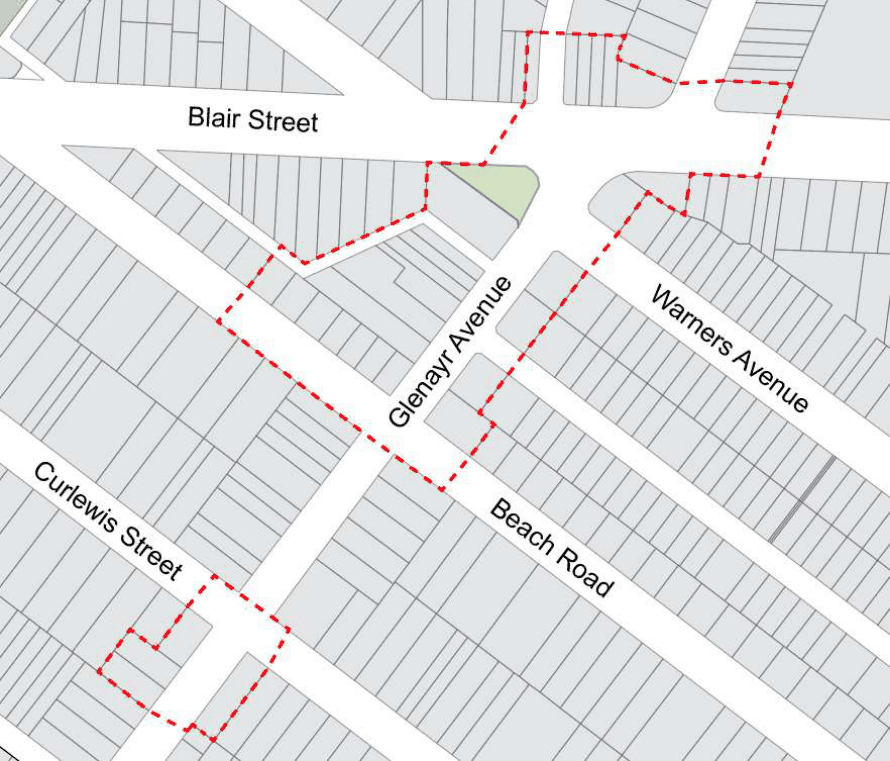 Blair Street
Glenayr Avenue
Warners Avenue
Curlewis Street
Beach Road